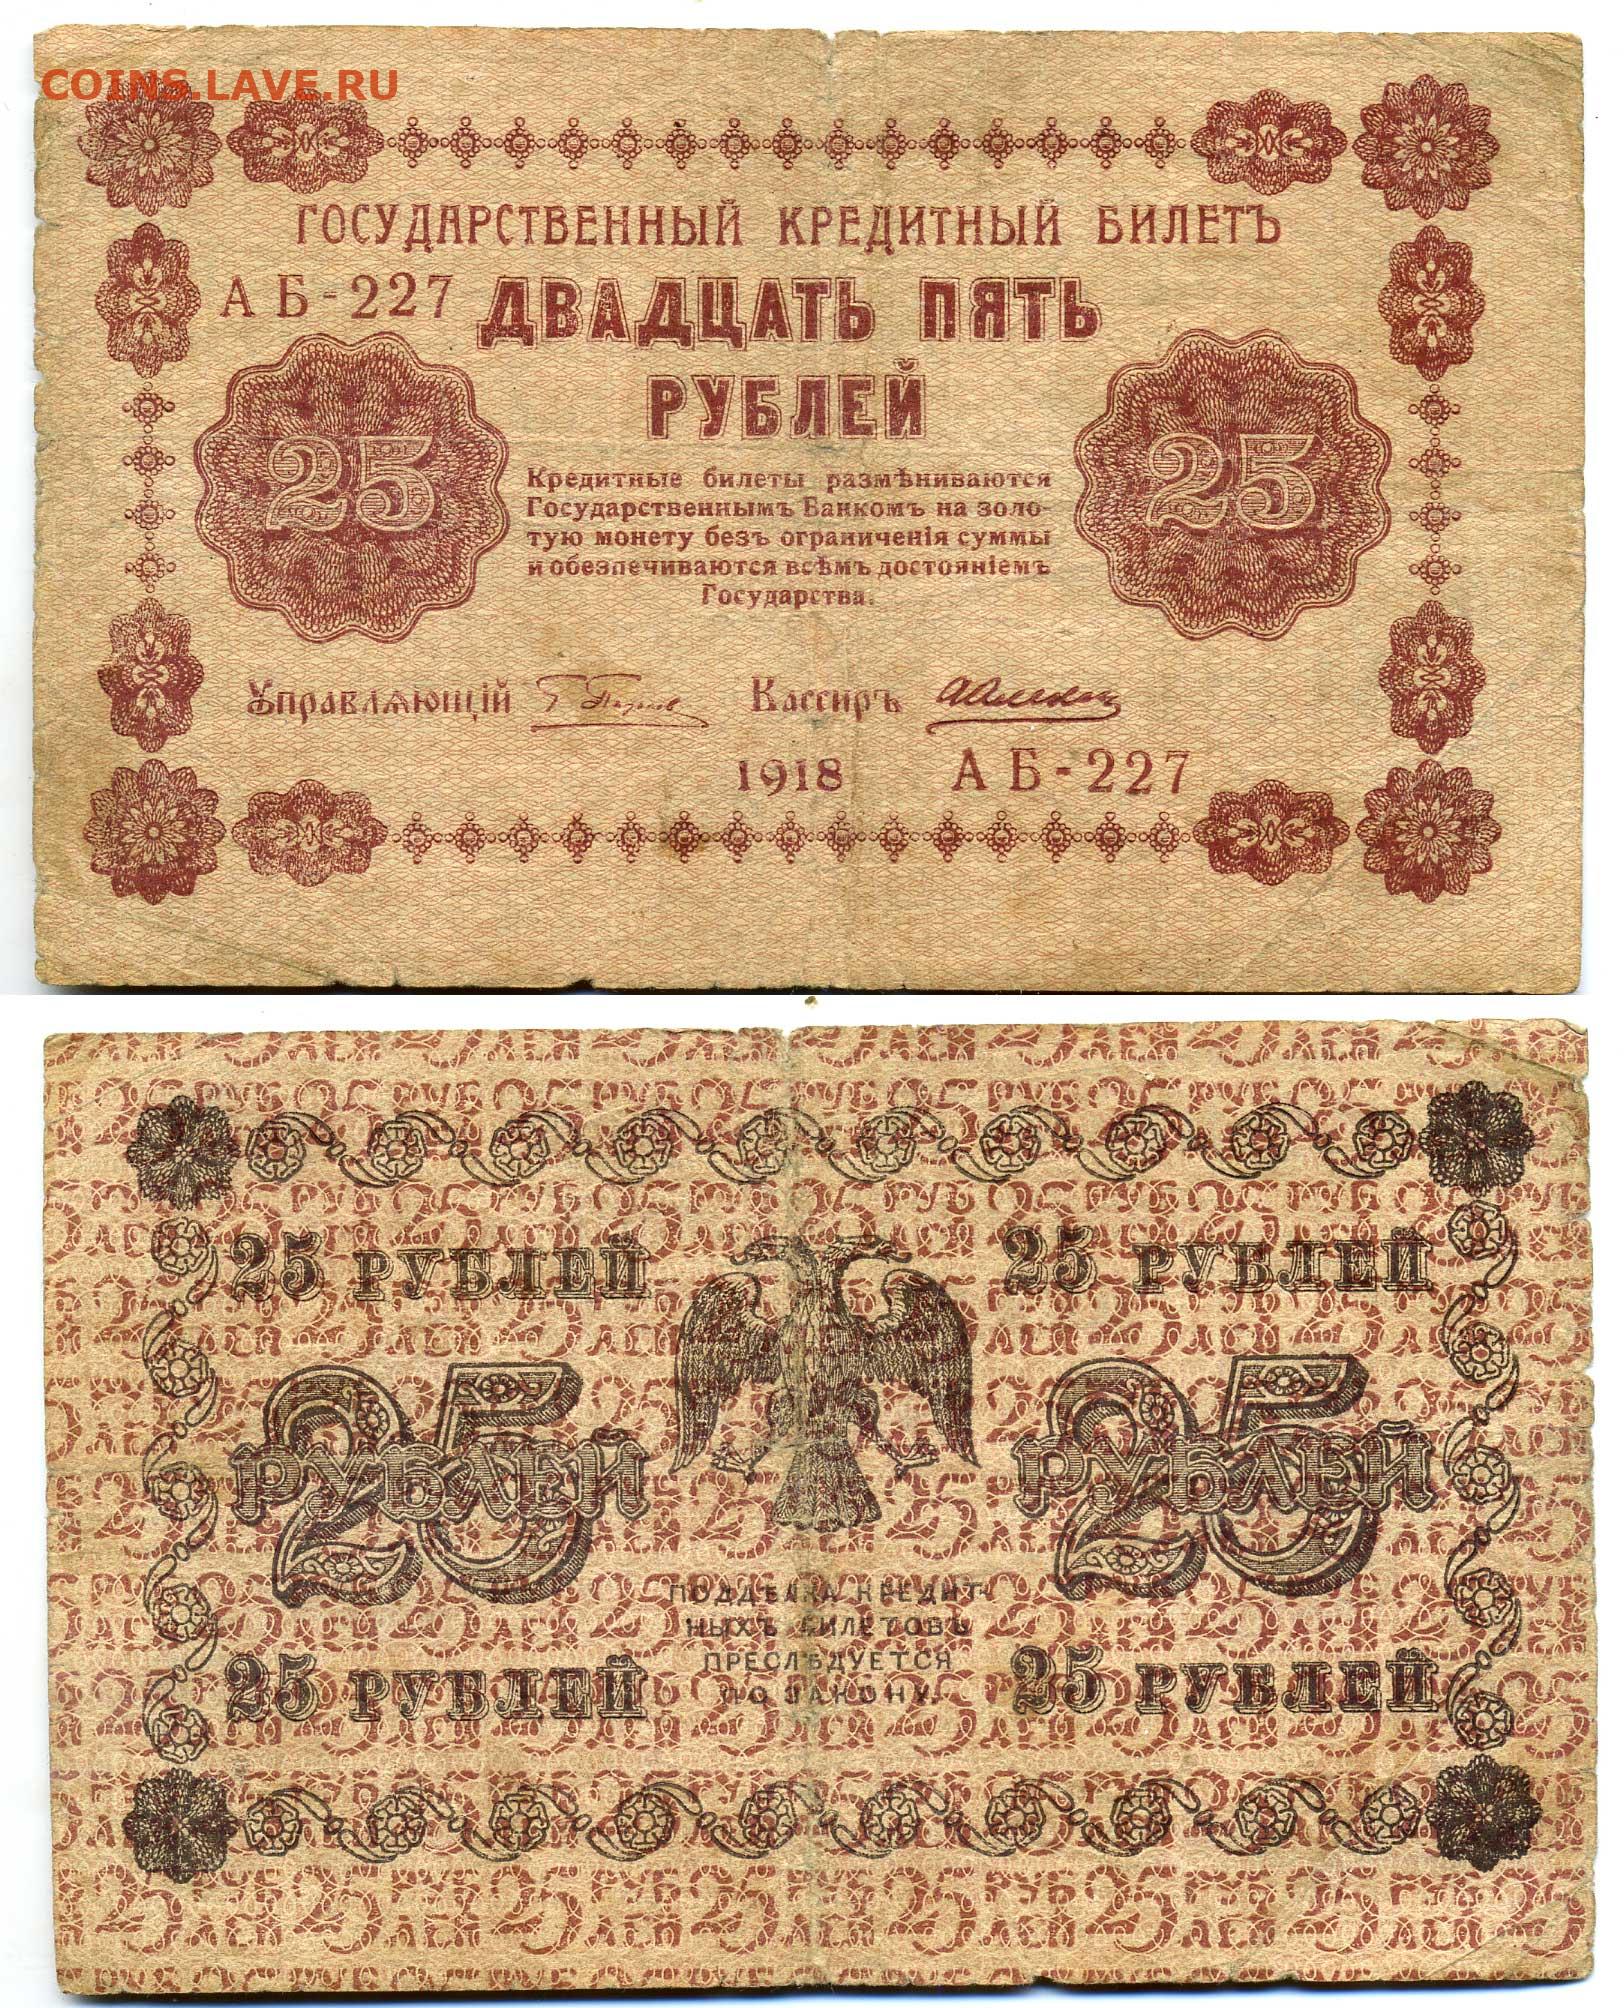 COINS.LAVE.RU
ГОСУДАРСТВЕННЫЙ КРЕДИТНЫЙ БИЛЕТЪ
АБ-227 ДВАДЦАТЬ ПЯТЬ
РУБЛЕЙ
25 25
Кредитные билеты размѣниваются
Государственнымъ Банкомъ на золо-
тую монету безъ ограниченія суммы
и обезпечиваются всѣмъ достояніемъ
Государства.
Управляющій Кассиръ
1918 АБ-227
25 РУБЛЕЙ 25 РУБЛЕЙ
25 РУБЛЕЙ 25 РУБЛЕЙ
ПОДДѢЛКА КРЕДИТ-
НЫХЪ БИЛЕТОВЪ
ПРЕСЛѢДУЕТСЯ
ПО ЗАКОНУ.
25 РУБЛЕЙ 25 РУБЛЕЙ